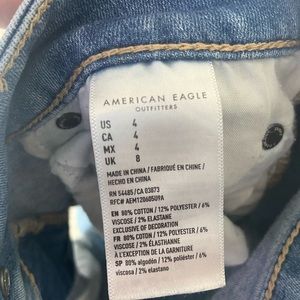 AMERICAN EAGLE
OUTFITTERS
US 4
CA 4
MX 4
UK 8
MADE IN CHINA / FABRIQUÉ EN CHINE /
HECHO EN CHINA
RN 54485/ CA 03873
RFC# AEM1206050J9A
EN 80% COTTON / 12% POLYESTER / 6%
VISCOSE / 2% ELASTANE
EXCLUSIVE OF DECORATION
FR 80% COTON / 12% POLYESTER / 6%
VISCOSE / 2% ÉLASTHANNE
À L'EXCEPTION DE LA GARNITURE
SP 80% algodón / 12% poliéster / 6%
viscosa / 2% elastano